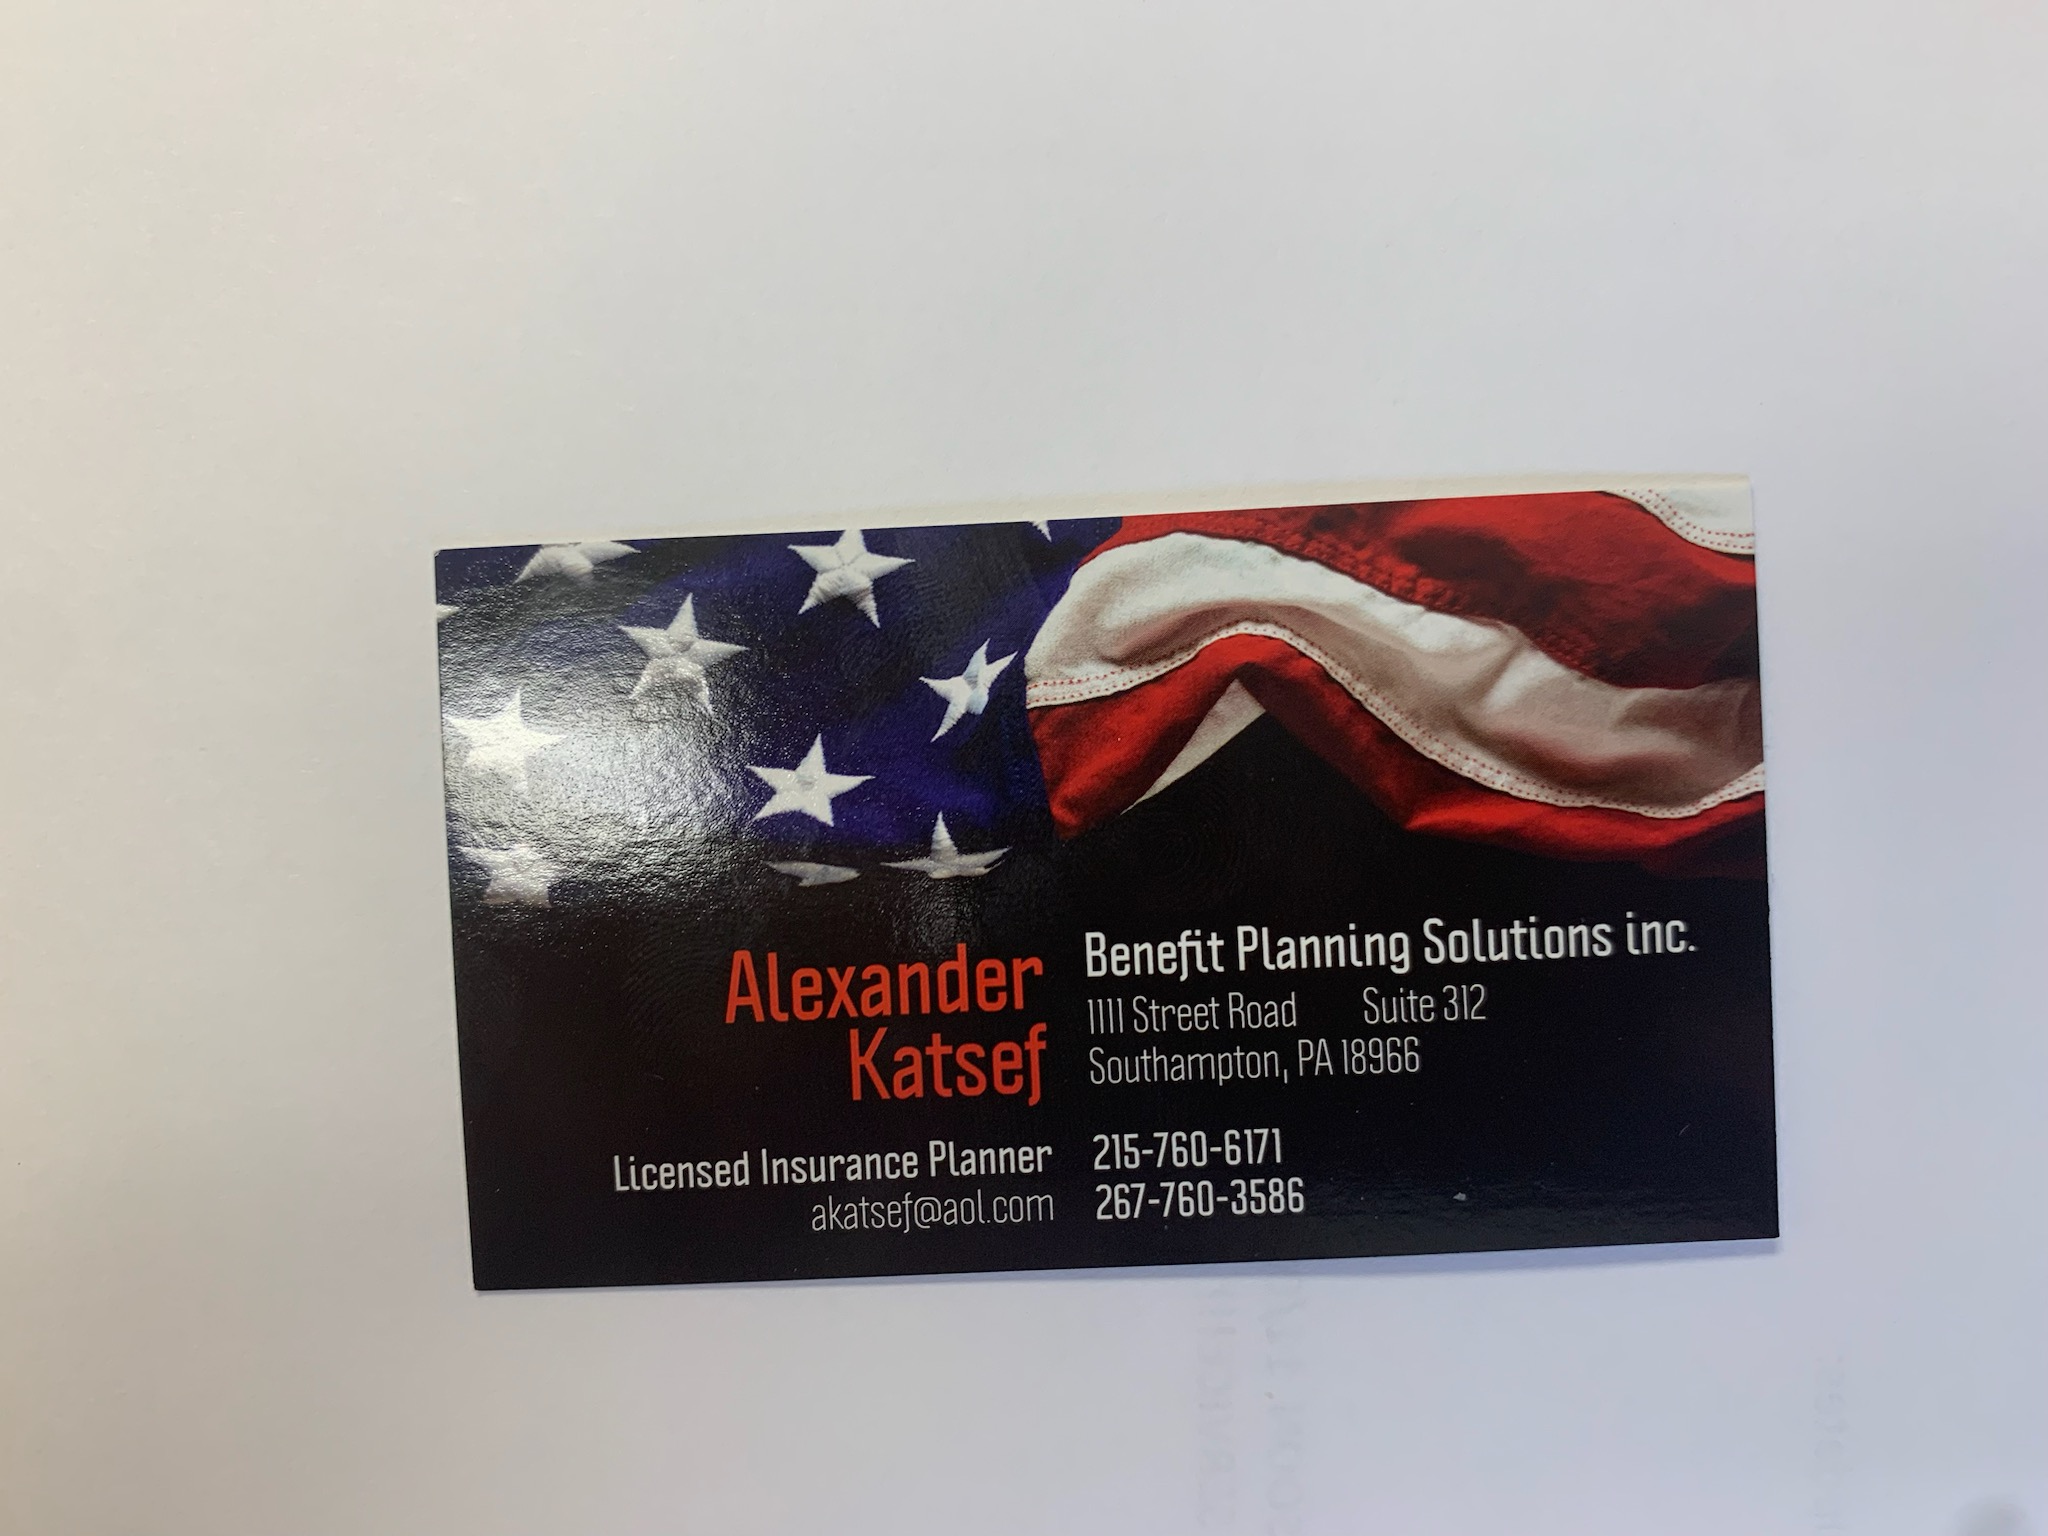 Alexander
Katsef
Licensed Insurance Planner
akatsef@aol.com
Benefit Planning Solutions inc.
1111 Street Road Suite 312
Southampton, PA 18966
215-760-6171
267-760-3586